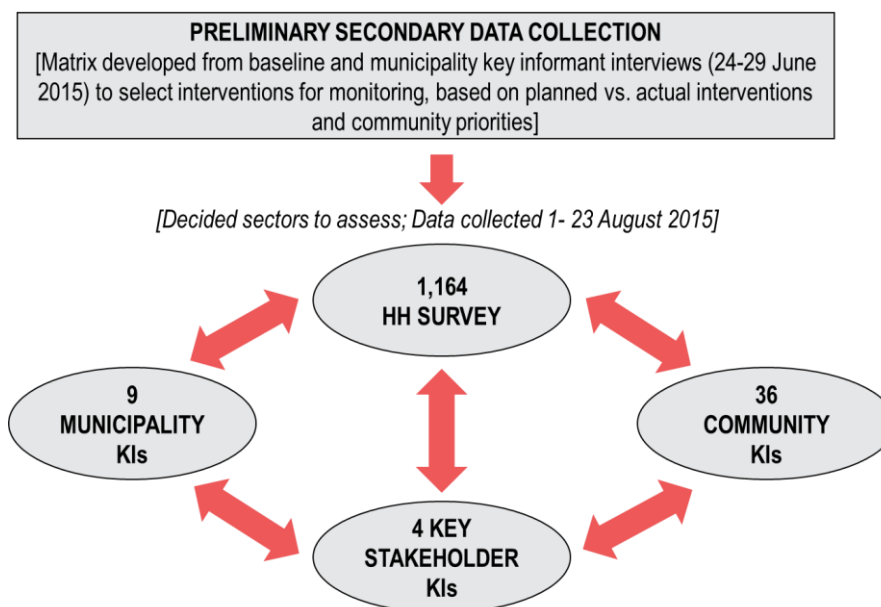 PRELIMINARY SECONDARY DATA COLLECTION
[Matrix developed from baseline and municipality key informant interviews (24-29 June
2015) to select interventions for monitoring, based on planned vs. actual interventions
and community priorities]
[Decided sectors to assess; Data collected 1- 23 August 2015]
1,164
HH SURVEY
9
MUNICIPALITY
KIs
36
COMMUNITY
KIs
4 KEY
STAKEHOLDER
KIs